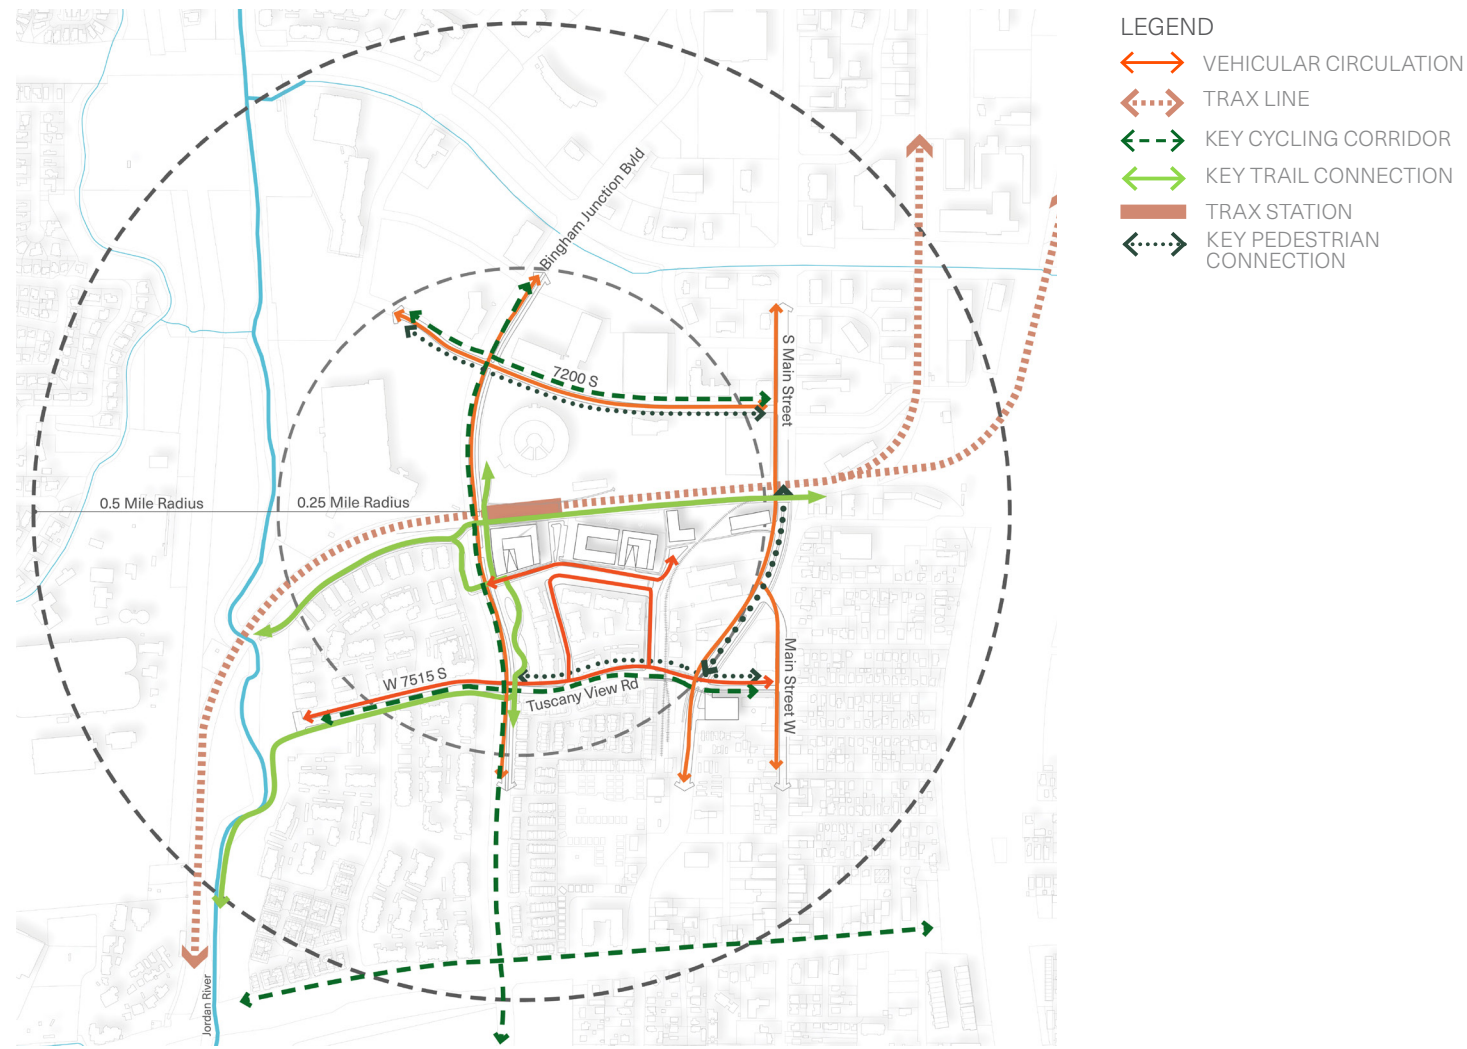 LEGEND
VEHICULAR CIRCULATION
TRAX LINE
KEY CYCLING CORRIDOR
KEY TRAIL CONNECTION
TRAX STATION
KEY PEDESTRIAN
CONNECTION
Bingham Junction Bvld
S Main Street
7200 S
0.5 Mile Radius
0.25 Mile Radius
W 7515 S
Tuscany View Rd
Main Street W
Jordan River